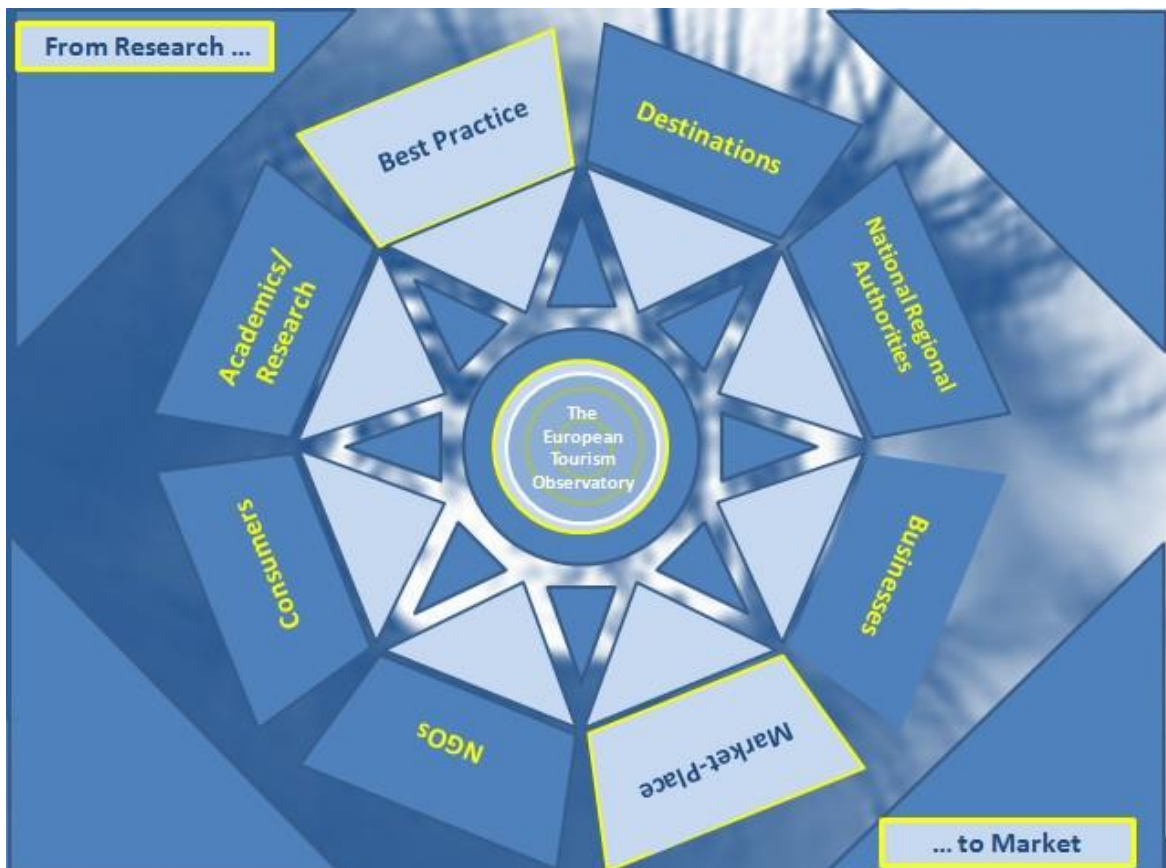 From Research ...
Best Practice
Destinations
National Regional
Authorities
Academics/
Research
The
European
Tourism
Observatory
Consumers
Businesses
NGOs
Market-Place
... to Market